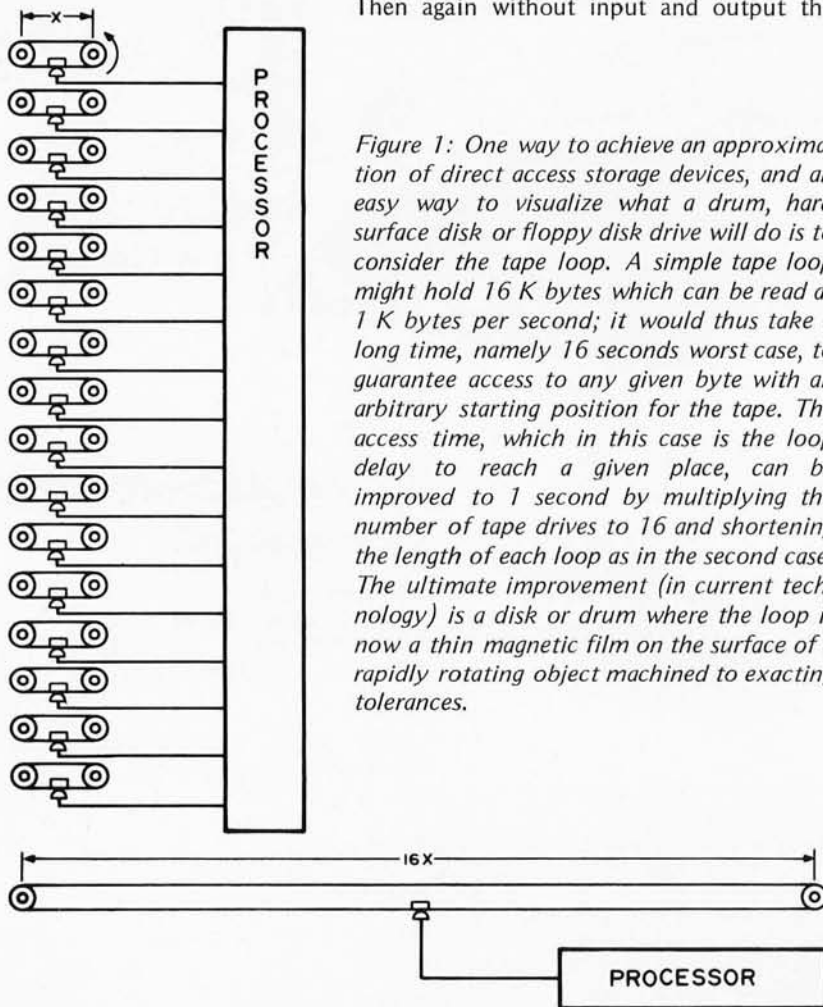 Then again without input and output th
X
PROCESSOR
Figure 1: One way to achieve an approxima
tion of direct access storage devices, and a
easy way to visualize what a drum, har
surface disk or floppy disk drive will do is t
consider the tape loop. A simple tape loop
might hold 16 K bytes which can be read a
1 K bytes per second; it would thus take
long time, namely 16 seconds worst case, t
guarantee access to any given byte with a
arbitrary starting position for the tape. Th
access time, which in this case is the loop
delay to reach a given place, can b
improved to 1 second by multiplying th
number of tape drives to 16 and shortening
the length of each loop as in the second case
The ultimate improvement (in current tech
nology) is a disk or drum where the loop i
now a thin magnetic film on the surface of
rapidly rotating object machined to exacting
tolerances.
16X
PROCESSOR